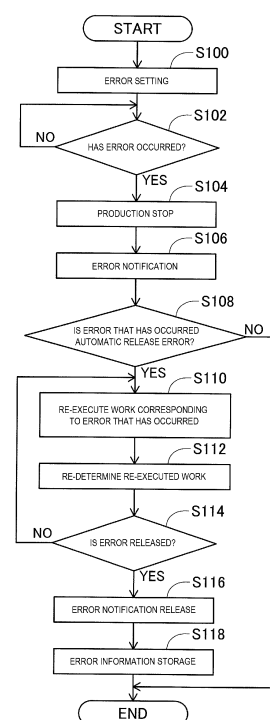 START
S100
ERROR SETTING
S102
HAS ERROR OCCURRED?
NO
YES
S104
PRODUCTION STOP
S106
ERROR NOTIFICATION
S108
IS ERROR THAT HAS OCCURRED
AUTOMATIC RELEASE ERROR?
NO
YES
S110
RE-EXECUTE WORK CORRESPONDING
TO ERROR THAT HAS OCCURRED
S112
RE-DETERMINE RE-EXECUTED WORK
S114
IS ERROR RELEASED?
NO
YES
S116
ERROR NOTIFICATION RELEASE
S118
ERROR INFORMATION STORAGE
END